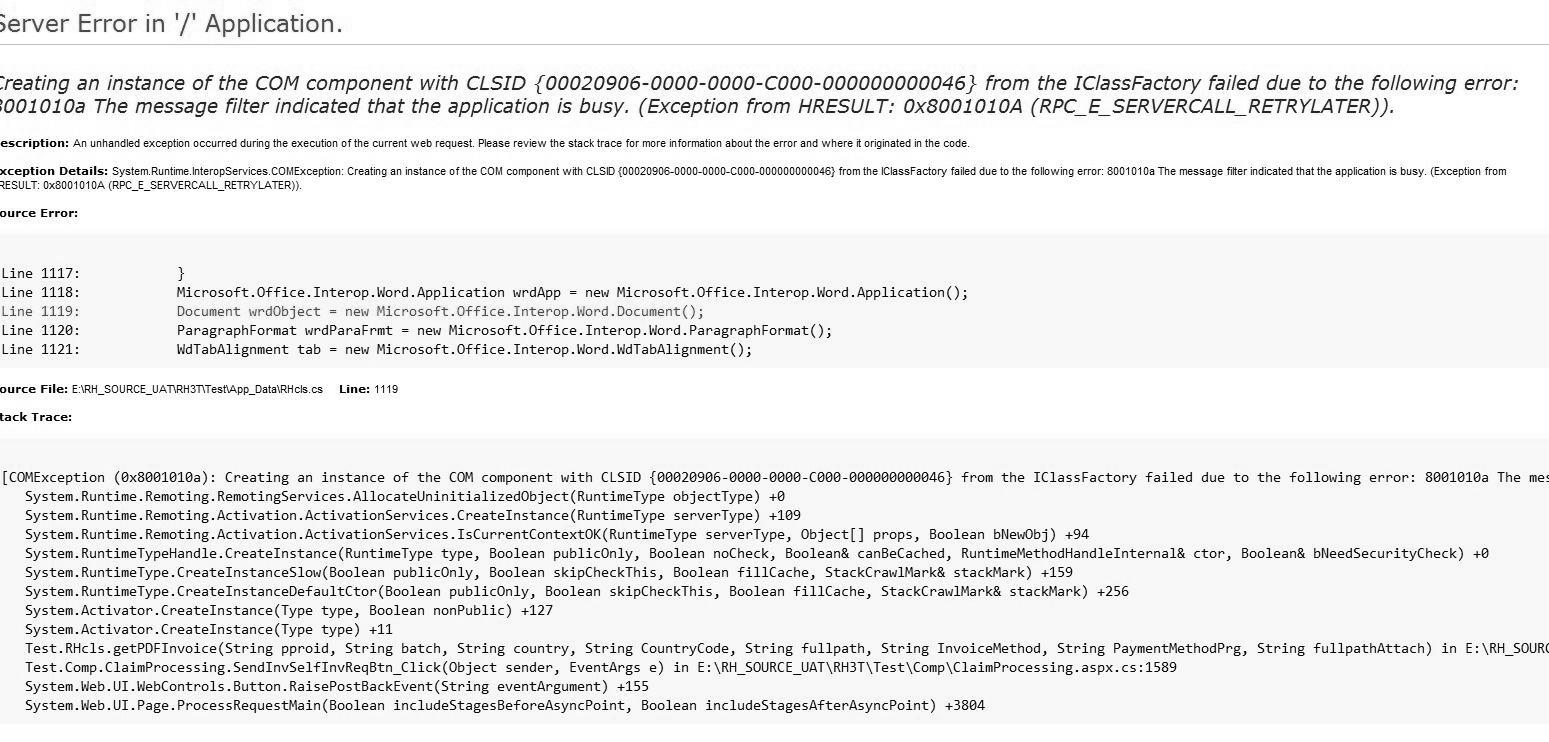 Server Error in '/' Application.
Creating an instance of the COM component with CLSID {00020906-0000-0000-C000-000000000046} from the IClassFactory failed due to the following error:
8001010a The message filter indicated that the application is busy. (Exception from HRESULT: 0x8001010A (RPC_E_SERVERCALL_RETRYLATER)).
escription: An unhandled exception occurred during the execution of the current web request. Please review the stack trace for more information about the error and where it originated in the code.
xception Details: System.Runtime.InteropServices.COMException: Creating an instance of the COM component with CLSID {00020906-0000-0000-C000-000000000046} from the IClassFactory failed due to the following error: 8001010a The message filter indicated that the application is busy. (Exception from
RESULT: 0x8001010A (RPC_E_SERVERCALL_RETRYLATER)).
ource Error:
Line 1117: }
Line 1118: Microsoft.Office.Interop.Word.Application wrdApp = new Microsoft.Office.Interop.Word.Application();
Line 1119: Document wrdObject = new Microsoft.Office.Interop.Word.Document();
Line 1120: ParagraphFormat wrdParaFrmt = new Microsoft.Office.Interop.Word.ParagraphFormat();
Line 1121: WdTabAlignment tab = new Microsoft.Office.Interop.Word.WdTabAlignment();
ource File: E:\RH_SOURCE_UAT\RH3T\Test\App_Data\RHcls.cs Line: 1119
tack Trace:
[COMException (0x8001010a): Creating an instance of the COM component with CLSID {00020906-0000-0000-C000-000000000046} from the IClassFactory failed due to the following error: 8001010a The mes
System.Runtime.Remoting.RemotingServices.AllocateUninitializedObject(RuntimeType objectType) +0
System.Runtime.Remoting.Activation.ActivationServices.CreateInstance(RuntimeType serverType) +109
System.Runtime.Remoting.Activation.ActivationServices.IsCurrentContextOK(RuntimeType serverType, Object[] props, Boolean bNewObj) +94
System.RuntimeTypeHandle.CreateInstance(RuntimeType type, Boolean publicOnly, Boolean noCheck, Boolean& canBeCached, RuntimeMethodHandleInternal& ctor, Boolean& bNeedSecurityCheck) +0
System.RuntimeType.CreateInstanceSlow(Boolean publicOnly, Boolean skipCheckThis, Boolean fillCache, StackCrawlMark& stackMark) +159
System.RuntimeType.CreateInstanceDefaultCtor(Boolean publicOnly, Boolean skipCheckThis, Boolean fillCache, StackCrawlMark& stackMark) +256
System.Activator.CreateInstance(Type type, Boolean nonPublic) +127
System.Activator.CreateInstance(Type type) +11
Test.RHcls.getPDFInvoice(String pproid, String batch, String country, String CountryCode, String fullpath, String InvoiceMethod, String PaymentMethodPrg, String fullpathAttach) in E:\RH_SOURC
Test.Comp.ClaimProcessing.SendInvSelfInvReqBtn_Click(Object sender, EventArgs e) in E:\RH_SOURCE_UAT\RH3T\Test\Comp\ClaimProcessing.aspx.cs:1589
System.Web.UI.WebControls.Button.RaisePostBackEvent(String eventArgument) +155
System.Web.UI.Page.ProcessRequestMain(Boolean includeStagesBeforeAsyncPoint, Boolean includeStagesAfterAsyncPoint) +3804